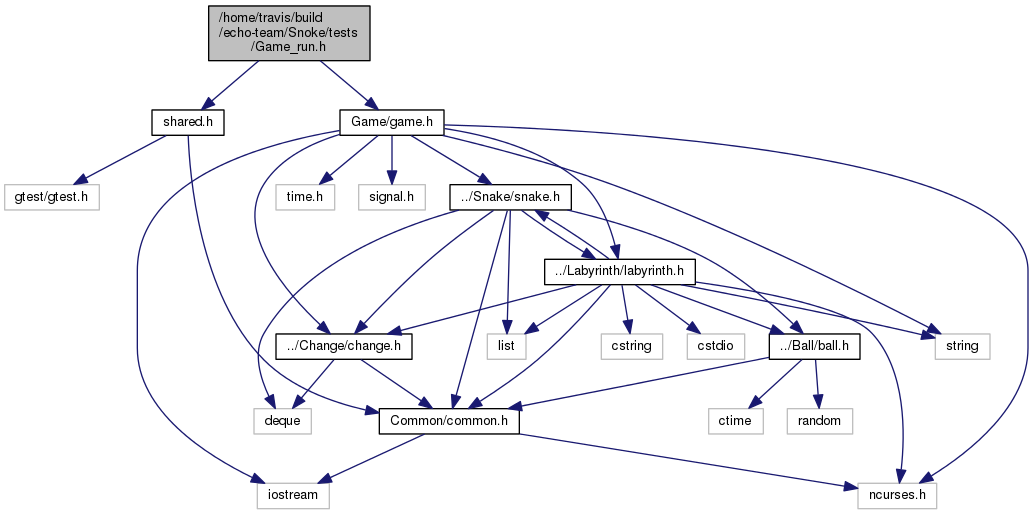 /home/travis/build
/echo-team/Snoke/tests
/Game_run.h
shared.h
Game/game.h
gtest/gtest.h
time.h
signal.h
../Snake/snake.h
../Labyrinth/labyrinth.h
../Change/change.h
list
cstring
cstdio
../Ball/ball.h
string
deque
Common/common.h
ctime
random
iostream
ncurses.h